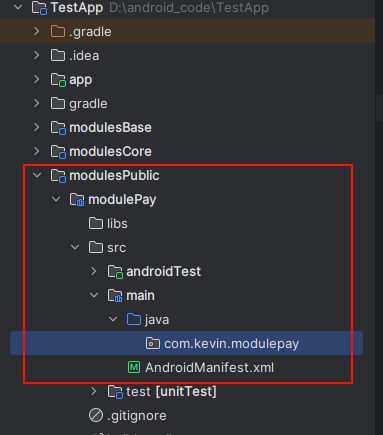 TestApp D:\android_code\TestApp
.gradle
.idea
app
gradle
modulesBase
modulesCore
modulesPublic
modulePay
libs
src
androidTest
main
java
com.kevin.modulepay
AndroidManifest.xml
test [unitTest]
.gitignore